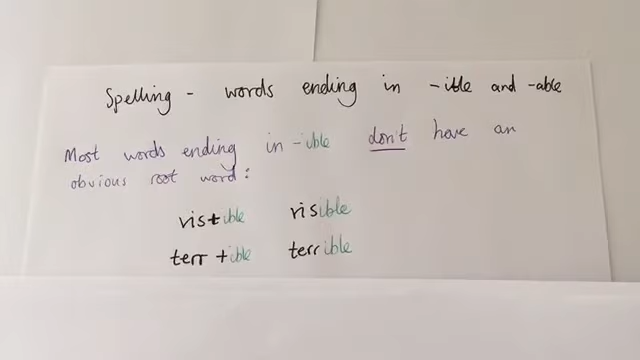 Spelling - words ending in -ible and -able
Most words ending in -ible don't have an
obvious root word:
vis+ible visible
terr +ible terrible